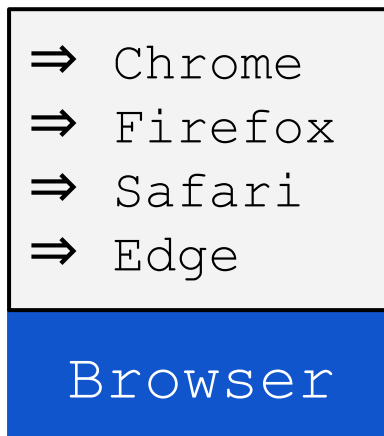 ⇒ Chrome
⇒ Firefox
⇒ Safari
⇒ Edge
Browser